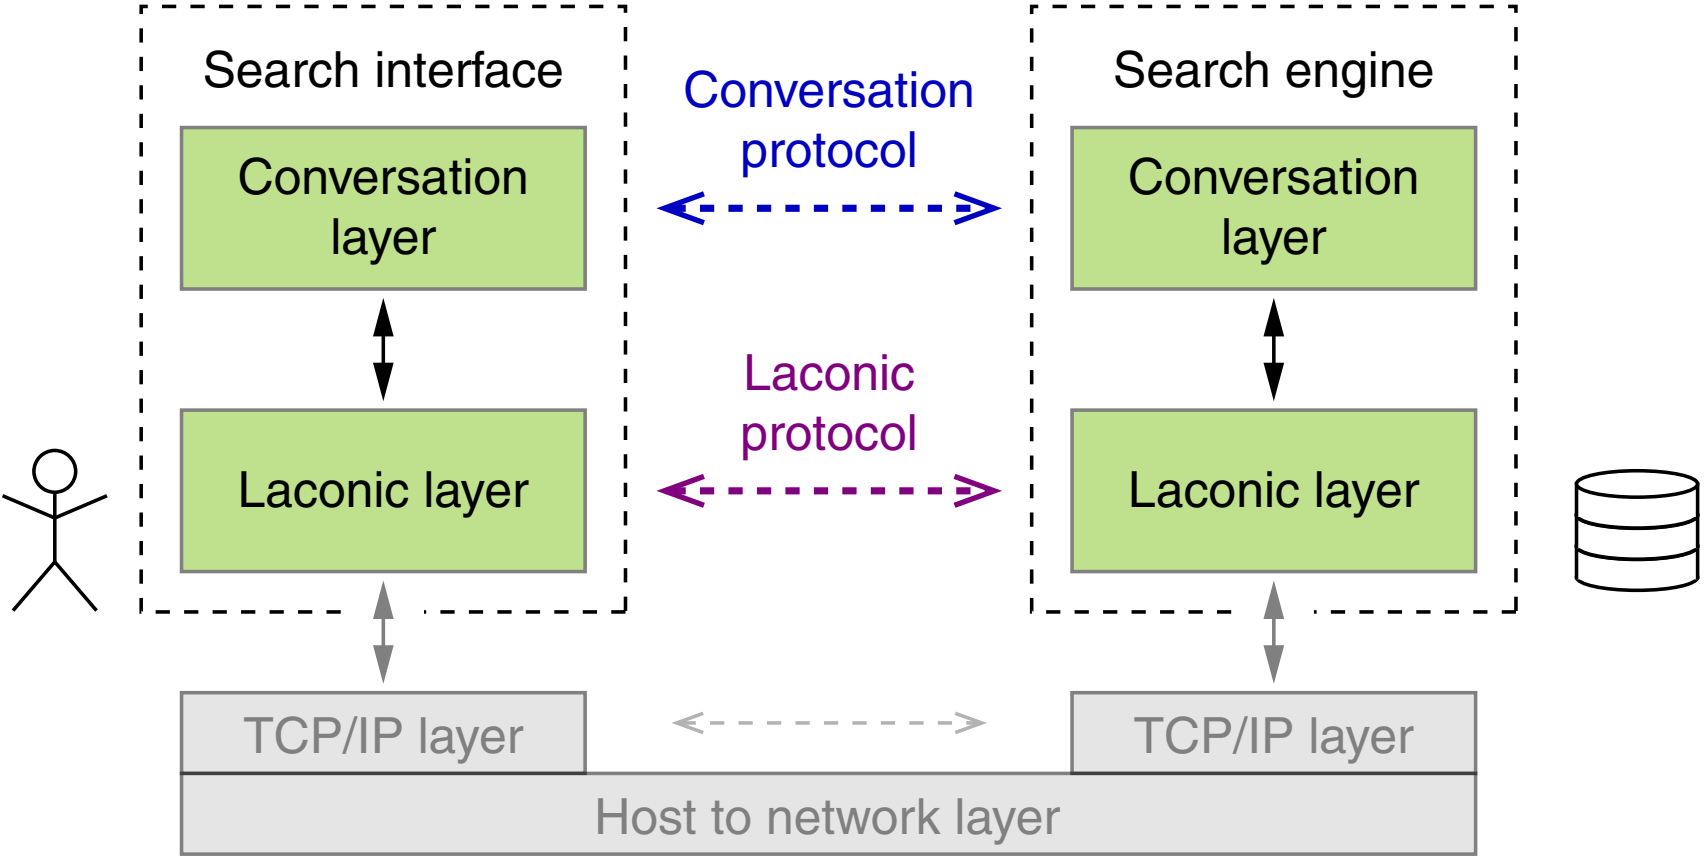 Search interface
Conversation
layer
Laconic layer
TCP/IP layer
Conversation
protocol
Laconic
protocol
Search engine
Conversation
layer
Laconic layer
TCP/IP layer
Host to network layer